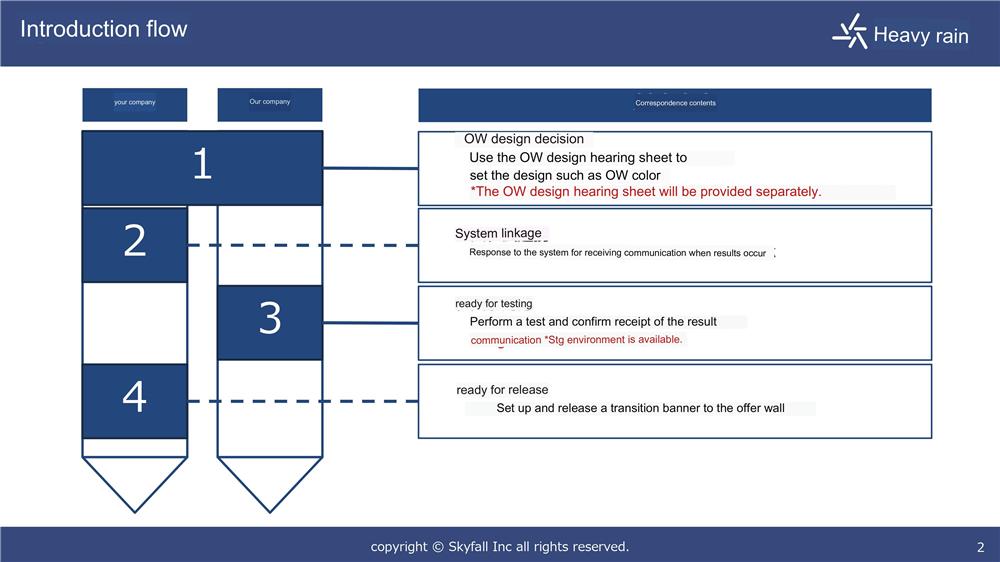 Introduction flow
Heavy rain
your company
Our company
Correspondence contents
1
OW design decision
Use the OW design hearing sheet to
set the design such as OW color
*The OW design hearing sheet will be provided separately.
2
System linkage
Response to the system for receiving communication when results occur
3
ready for testing
Perform a test and confirm receipt of the result
communication *Stg environment is available.
4
ready for release
Set up and release a transition banner to the offer wall
copyright © Skyfall Inc all rights reserved.
2